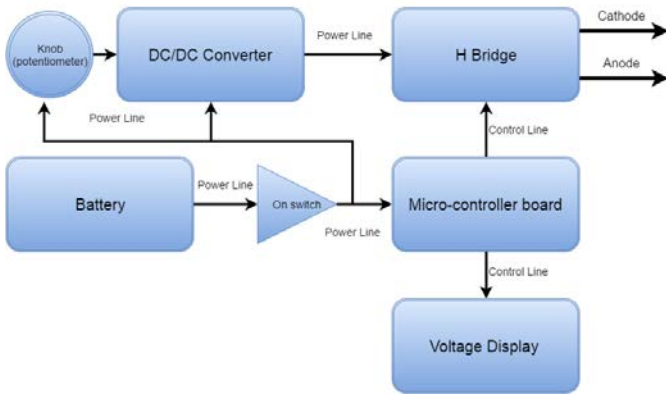 Knob
(potentiometer)
DC/DC Converter
Power Line
H Bridge
Cathode
Anode
Power Line
Control Line
Battery
Power Line
On switch
Power Line
Micro-controller board
Control Line
Voltage Display